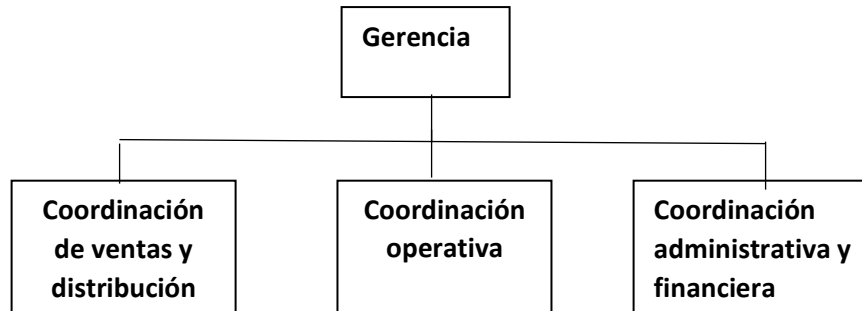 Gerencia
Coordinación
de ventas y
distribución
Coordinación
operativa
Coordinación
administrativa y
financiera